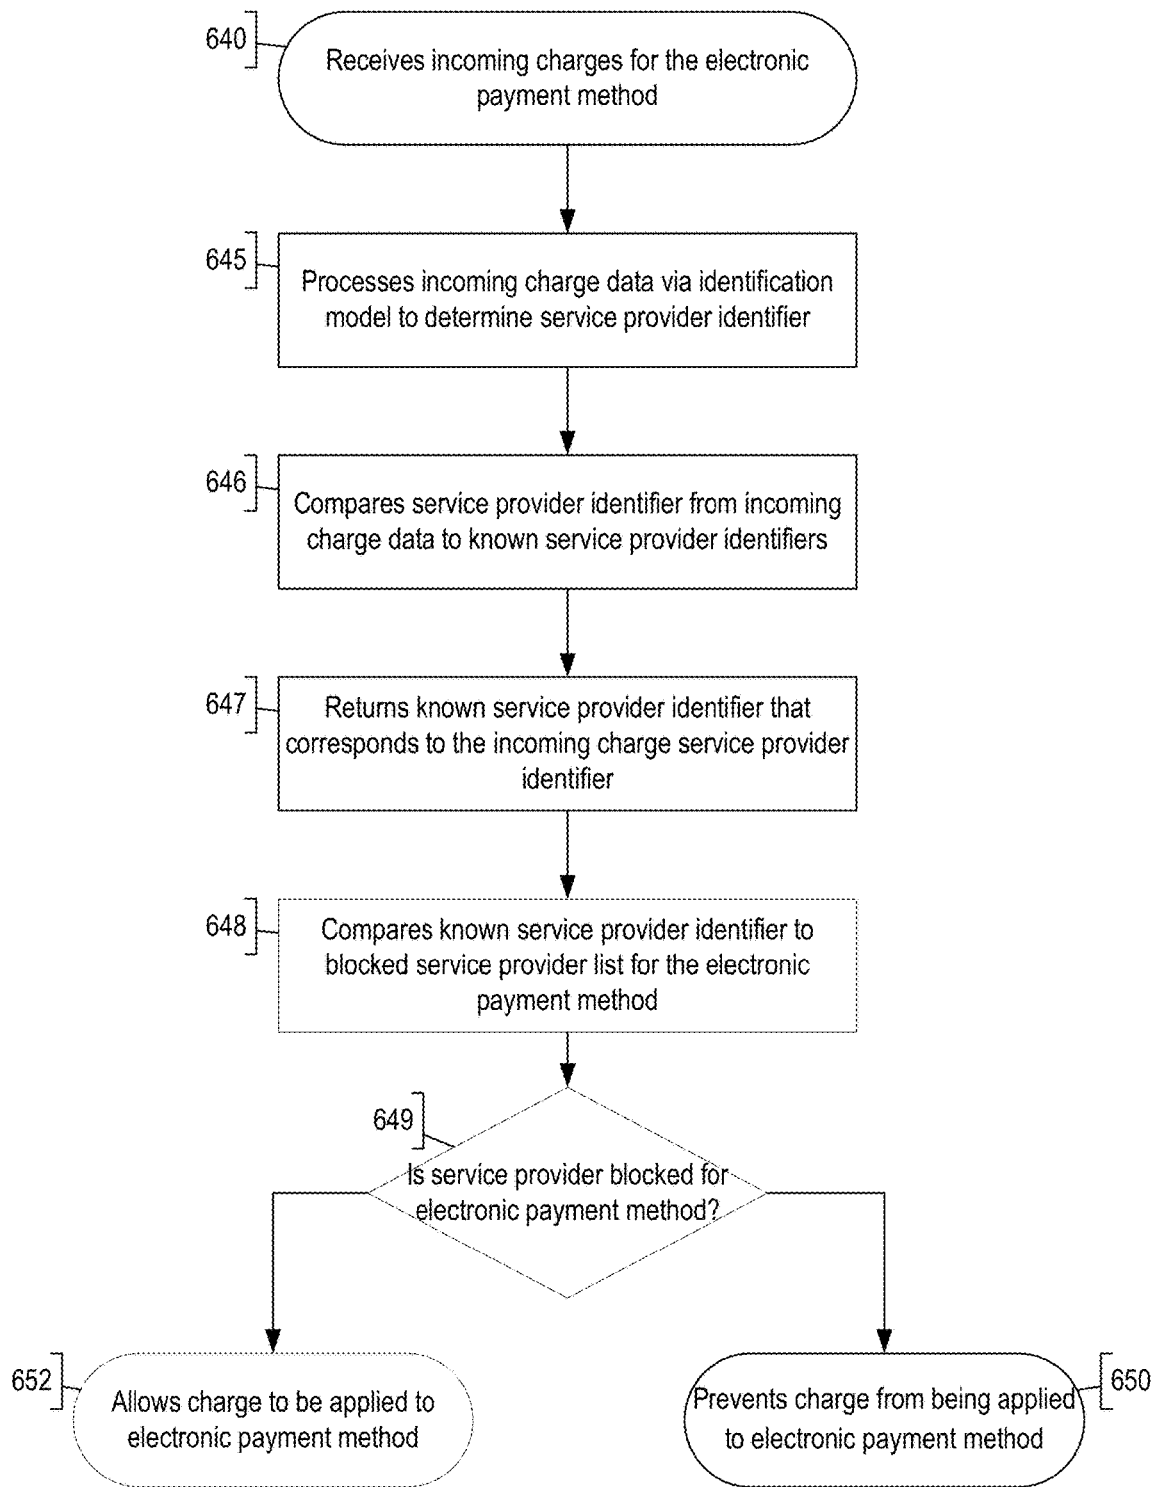 640
Receives incoming charges for the electronic
payment method
645
Processes incoming charge data via identification
model to determine service provider identifier
646
Compares service provider identifier from incoming
charge data to known service provider identifiers
647
Returns known service provider identifier that
corresponds to the incoming charge service provider
identifier
648
Compares known service provider identifier to
blocked service provider list for the electronic
payment method
649
Is service provider blocked for
electronic payment method?
652
Allows charge to be applied to
electronic payment method
Prevents charge from being applied
to electronic payment method
650